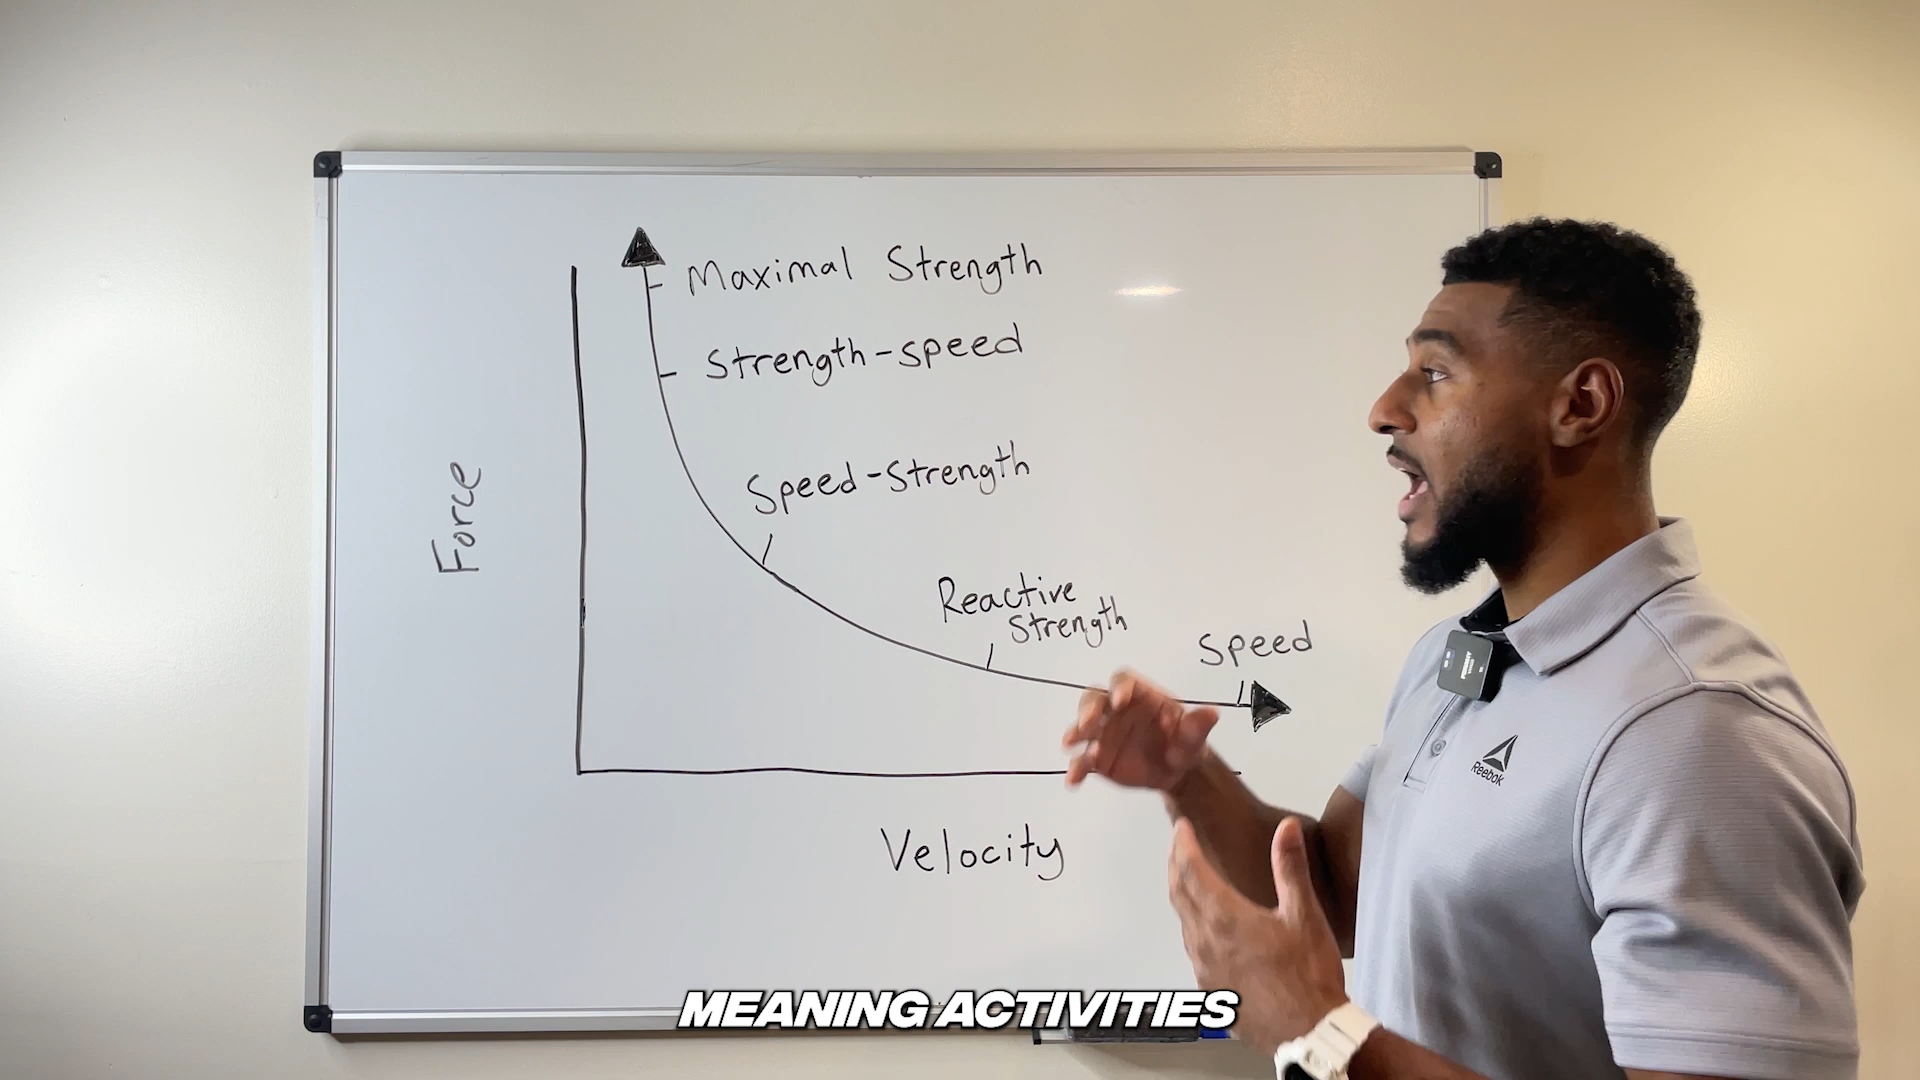 Maximal Strength
Strength-speed
Speed-Strength
Force
Reactive
Strength
Speed
Velocity
Reebok
MEANING ACTIVITIES